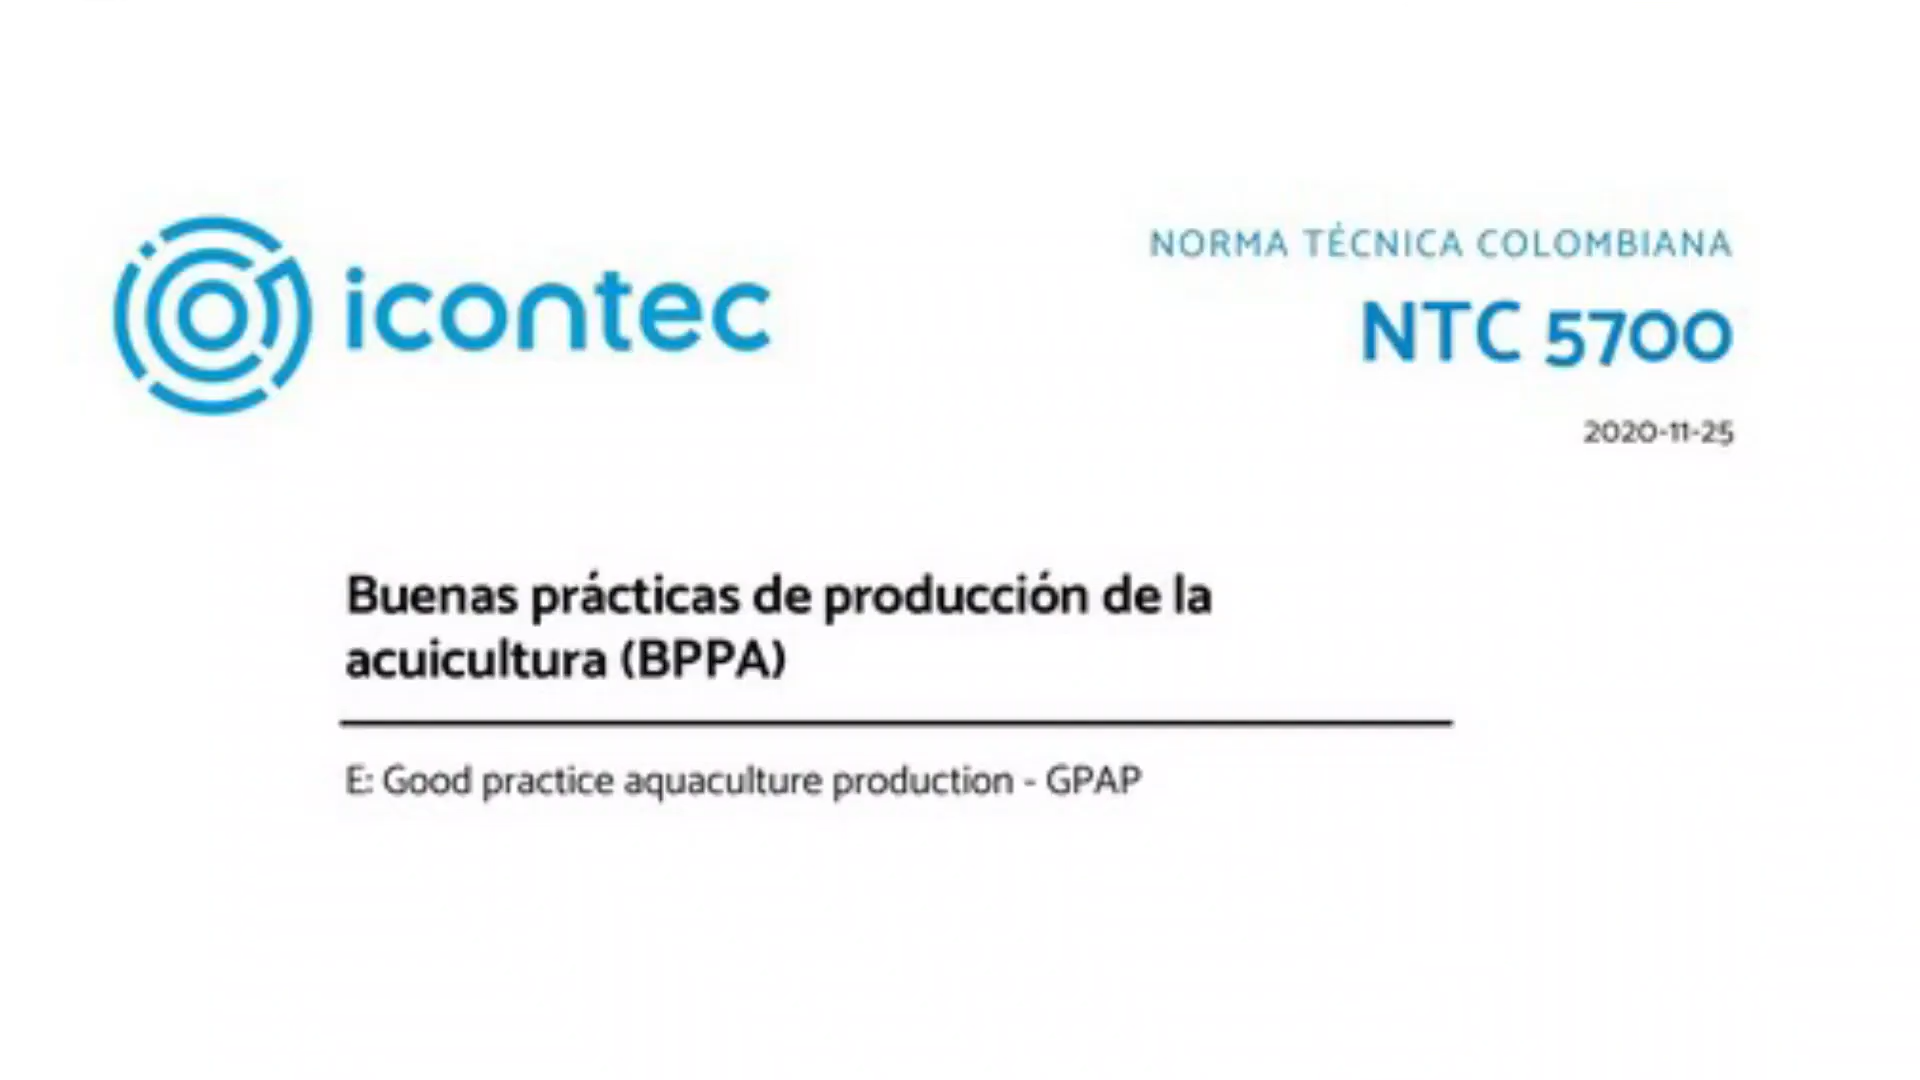 icontec
NORMA TÉCNICA COLOMBIANA
NTC 5700
2020-11-25
Buenas prácticas de producción de la
acuicultura (BPPA)
E: Good practice aquaculture production - GPAP